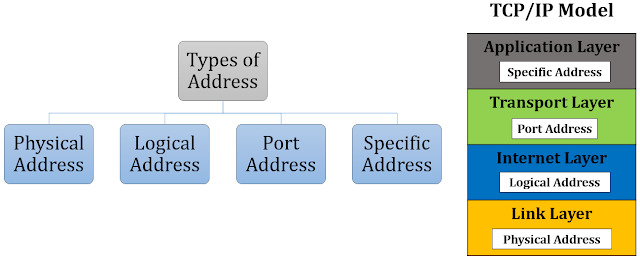 Types of
Address
Physical
Address
Logical
Address
Port
Address
Specific
Address
TCP/IP Model
Application Layer
Specific Address
Transport Layer
Port Address
Internet Layer
Logical Address
Link Layer
Physical Address